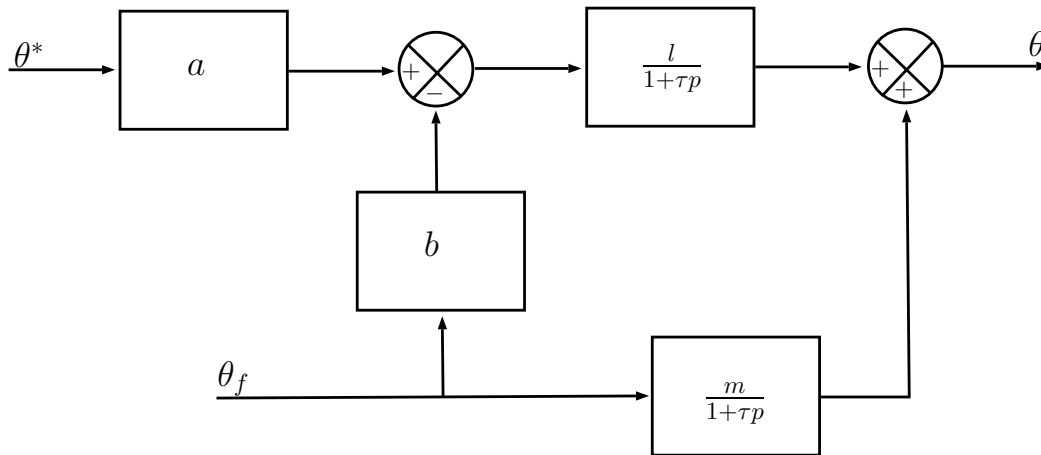 θ*
a
+
−
l/(1+τp)
+
+
θ
b
θ_f
m/(1+τp)